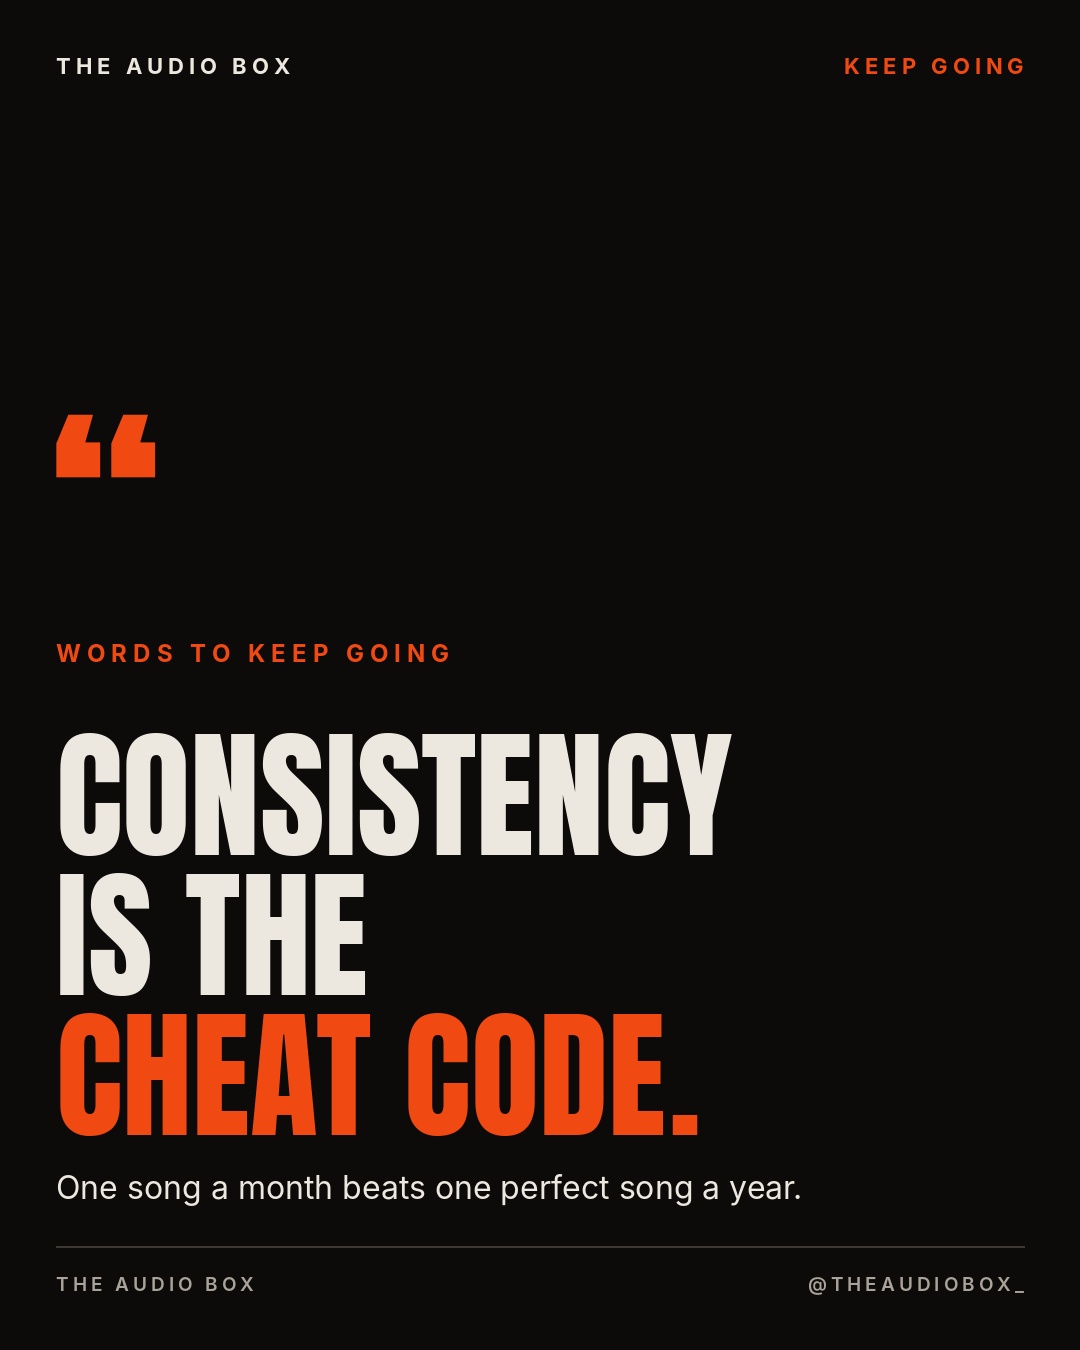 THE AUDIO BOX
KEEP GOING
“
WORDS TO KEEP GOING
CONSISTENCY
IS THE
CHEAT CODE.
One song a month beats one perfect song a year.
THE AUDIO BOX
@THEAUDIOBOX_